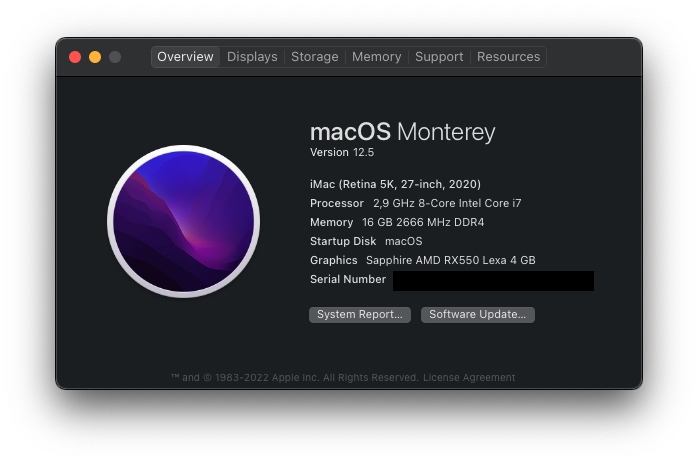 Overview Displays Storage Memory Support Resources
macOS Monterey
Version 12.5
iMac (Retina 5K, 27-inch, 2020)
Processor 2,9 GHz 8-Core Intel Core i7
Memory 16 GB 2666 MHz DDR4
Startup Disk macOS
Graphics Sapphire AMD RX550 Lexa 4 GB
Serial Number
System Report... Software Update...
™ and © 1983-2022 Apple Inc. All Rights Reserved. License Agreement